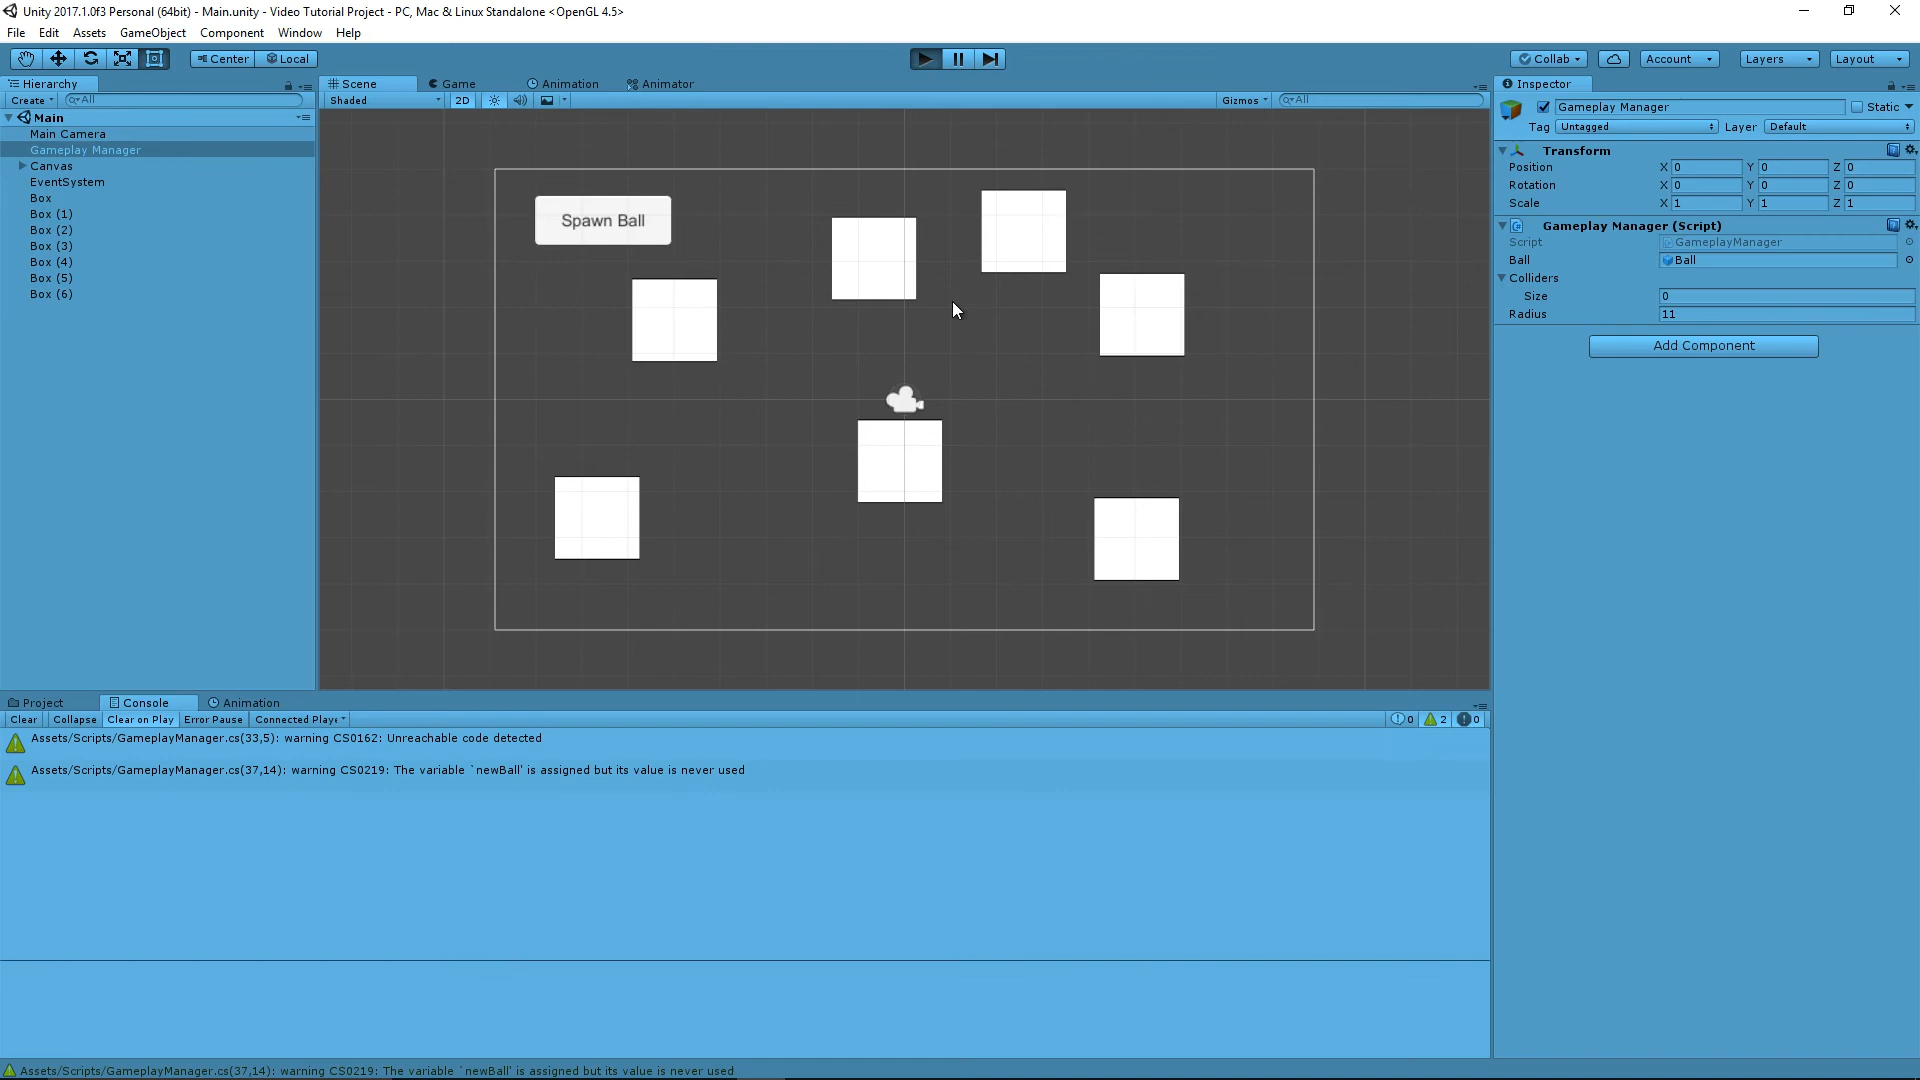 Unity 2017.1.0f3 Personal (64bit) - Main.unity - Video Tutorial Project - PC, Mac & Linux Standalone <OpenGL 4.5>
File Edit Assets GameObject Component Window Help
Center Local Collab Account Layers Layout
Hierarchy Scene Game Animation Animator Inspector
Create All Shaded 2D Gizmos All
Gameplay Manager Static
Main
Tag Untagged Layer Default
Main Camera
Gameplay Manager
Canvas
EventSystem
Box
Box (1)
Box (2)
Box (3)
Box (4)
Box (5)
Box (6)
Spawn Ball
Transform
Position X 0 Y 0 Z 0
Rotation X 0 Y 0 Z 0
Scale X 1 Y 1 Z 1
Gameplay Manager (Script)
Script GameplayManager
Ball Ball
Colliders
Size 0
Radius 11
Add Component
Project Console Animation
Clear Collapse Clear on Play Error Pause Connected Playe 0 2 0
Assets/Scripts/GameplayManager.cs(33,5): warning CS0162: Unreachable code detected
Assets/Scripts/GameplayManager.cs(37,14): warning CS0219: The variable `newBall' is assigned but its value is never used
Assets/Scripts/GameplayManager.cs(37,14): warning CS0219: The variable `newBall' is assigned but its value is never used